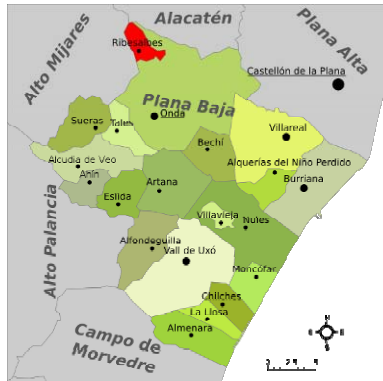 Alacatén
Alto Mijares
Plana Alta
Ribesalbes
Castellón de la Plana
Plana Baja
Onda
Sueras
Tales
Villareal
Bechí
Alcudia de Veo
Alquerías del Niño Perdido
Ahín
Artana
Burriana
Eslida
Villavieja
Nules
Alto Palancia
Alfondeguilla
Vall de Uxó
Moncófar
Chilches
La Llosa
Almenara
Campo de
Morvedre